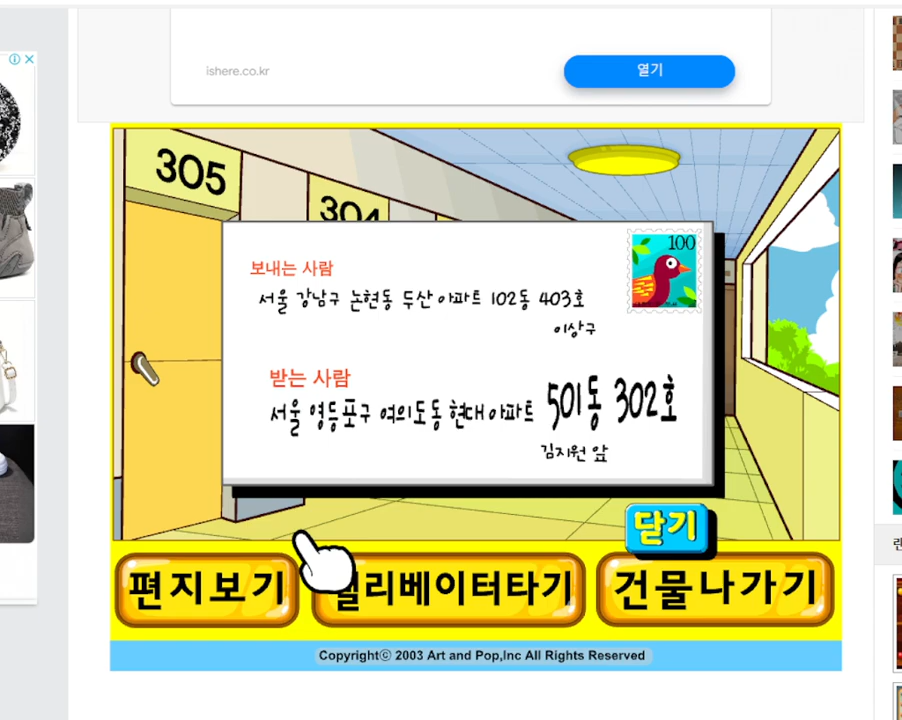 ishere.co.kr
열기
305
304
100
보내는 사람
서울 강남구 논현동 두산아파트 102동 403호
이상구
받는 사람
서울 영등포구 여의도동 현대아파트 501동 302호
김지원 앞
닫기
편지보기
리베이터타기
건물나가기
Copyrightⓒ 2003 Art and Pop,Inc All Rights Reserved